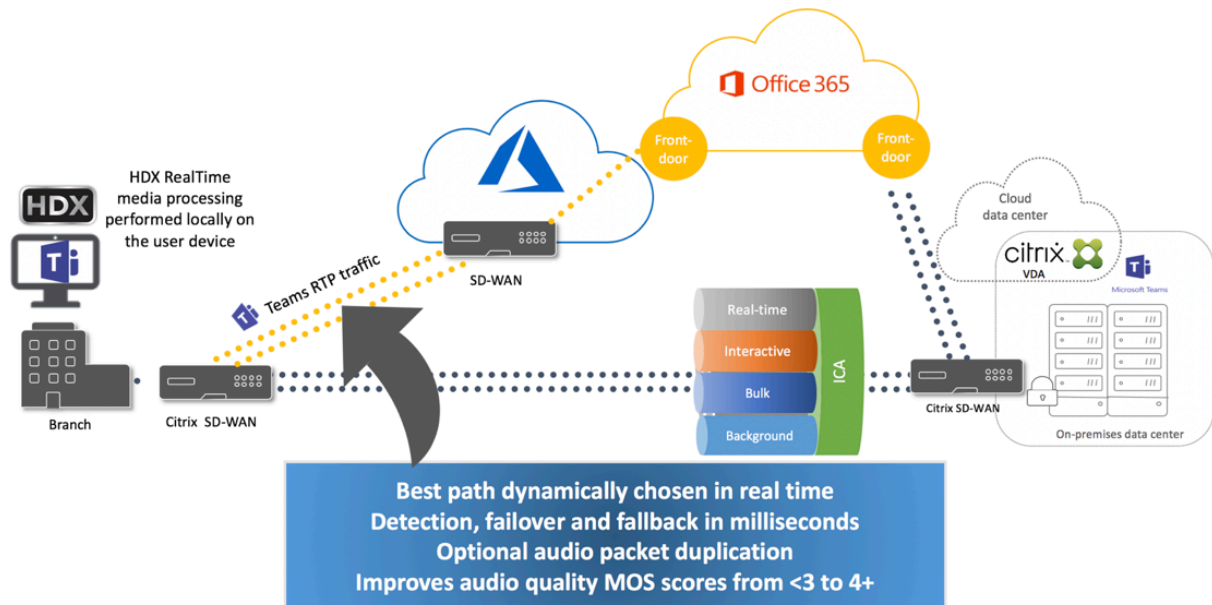 Office 365
Front-
door
Front-
door
HDX
HDX RealTime
media processing
performed locally on
the user device
Cloud
data center
citrix
VDA
Microsoft Teams
SD-WAN
Teams RTP traffic
Real-time
Interactive
Bulk
Background
ICA
Branch
Citrix SD-WAN
Citrix SD-WAN
On-premises data center
Best path dynamically chosen in real time
Detection, failover and fallback in milliseconds
Optional audio packet duplication
Improves audio quality MOS scores from <3 to 4+